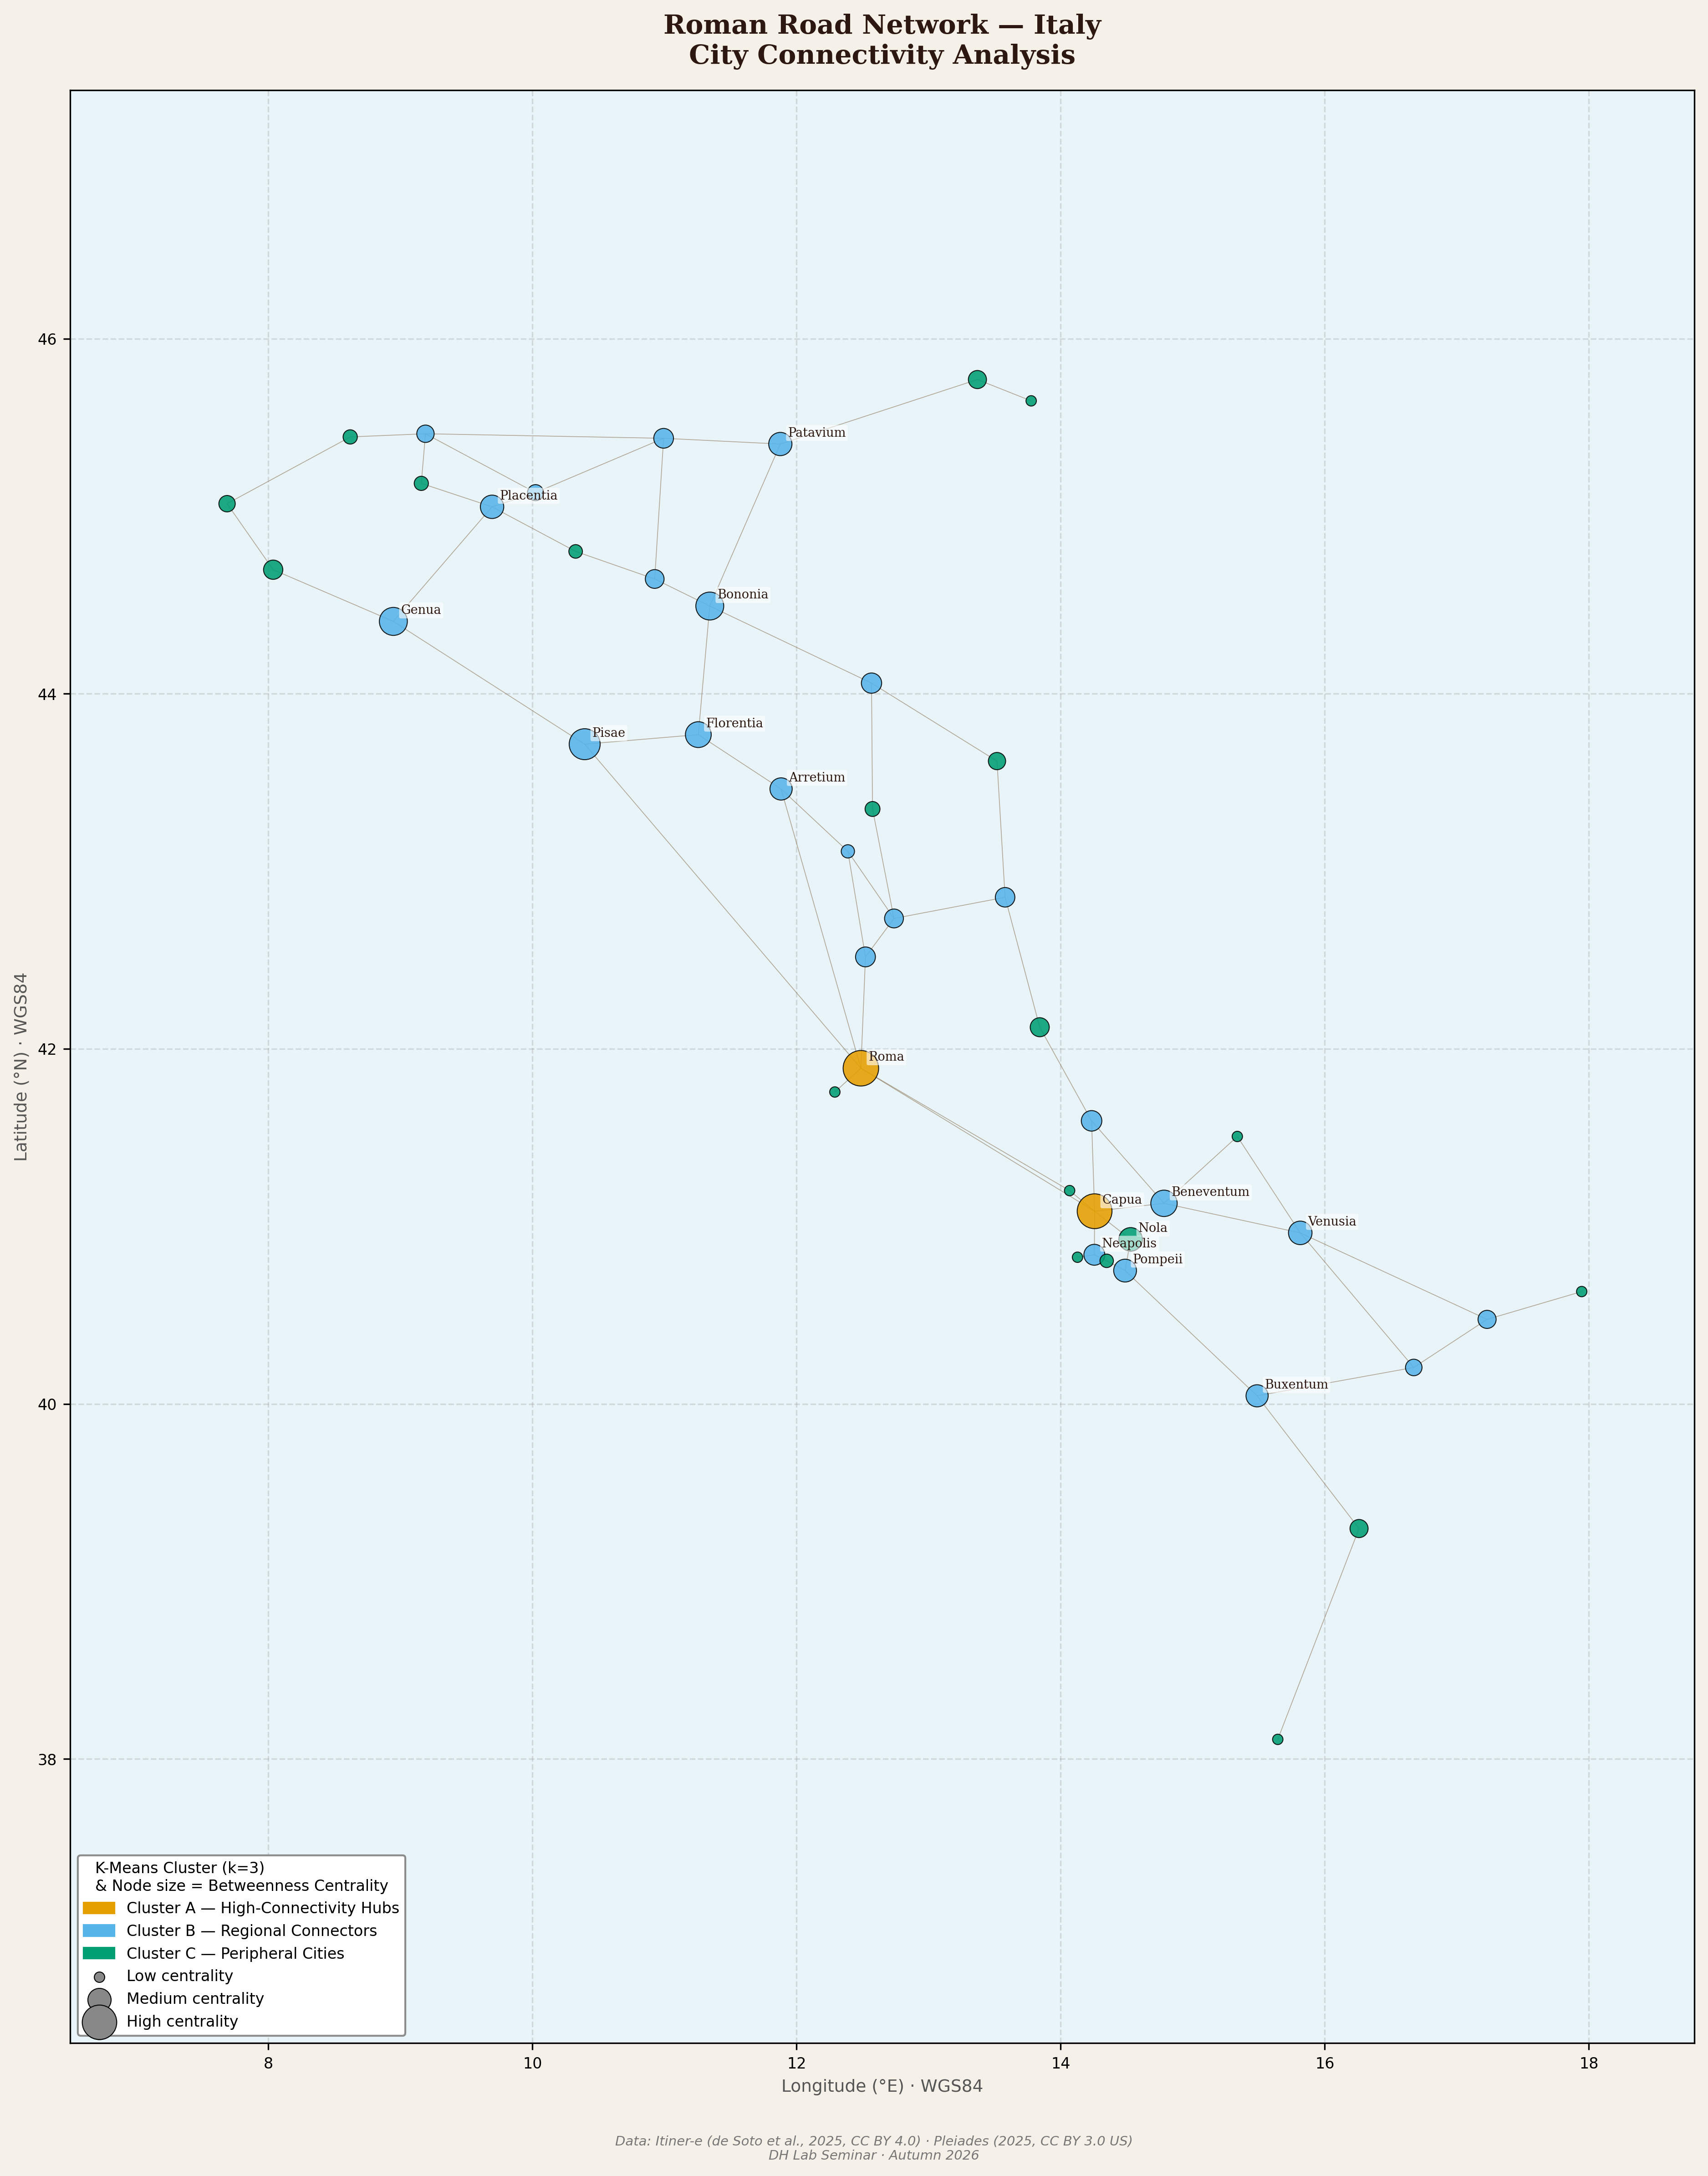 Roman Road Network — Italy
City Connectivity Analysis
46
44
42
40
38
Latitude (°N) · WGS84
Patavium
Placentia
Bononia
Genua
Florentia
Pisae
Arretium
Roma
Capua
Beneventum
Nola
Venusia
Neapolis
Pompeii
Buxentum
K-Means Cluster (k=3)
& Node size = Betweenness Centrality
Cluster A — High-Connectivity Hubs
Cluster B — Regional Connectors
Cluster C — Peripheral Cities
Low centrality
Medium centrality
High centrality
8 10 12 14 16 18
Longitude (°E) · WGS84
Data: Itiner-e (de Soto et al., 2025, CC BY 4.0) · Pleiades (2025, CC BY 3.0 US)
DH Lab Seminar · Autumn 2026